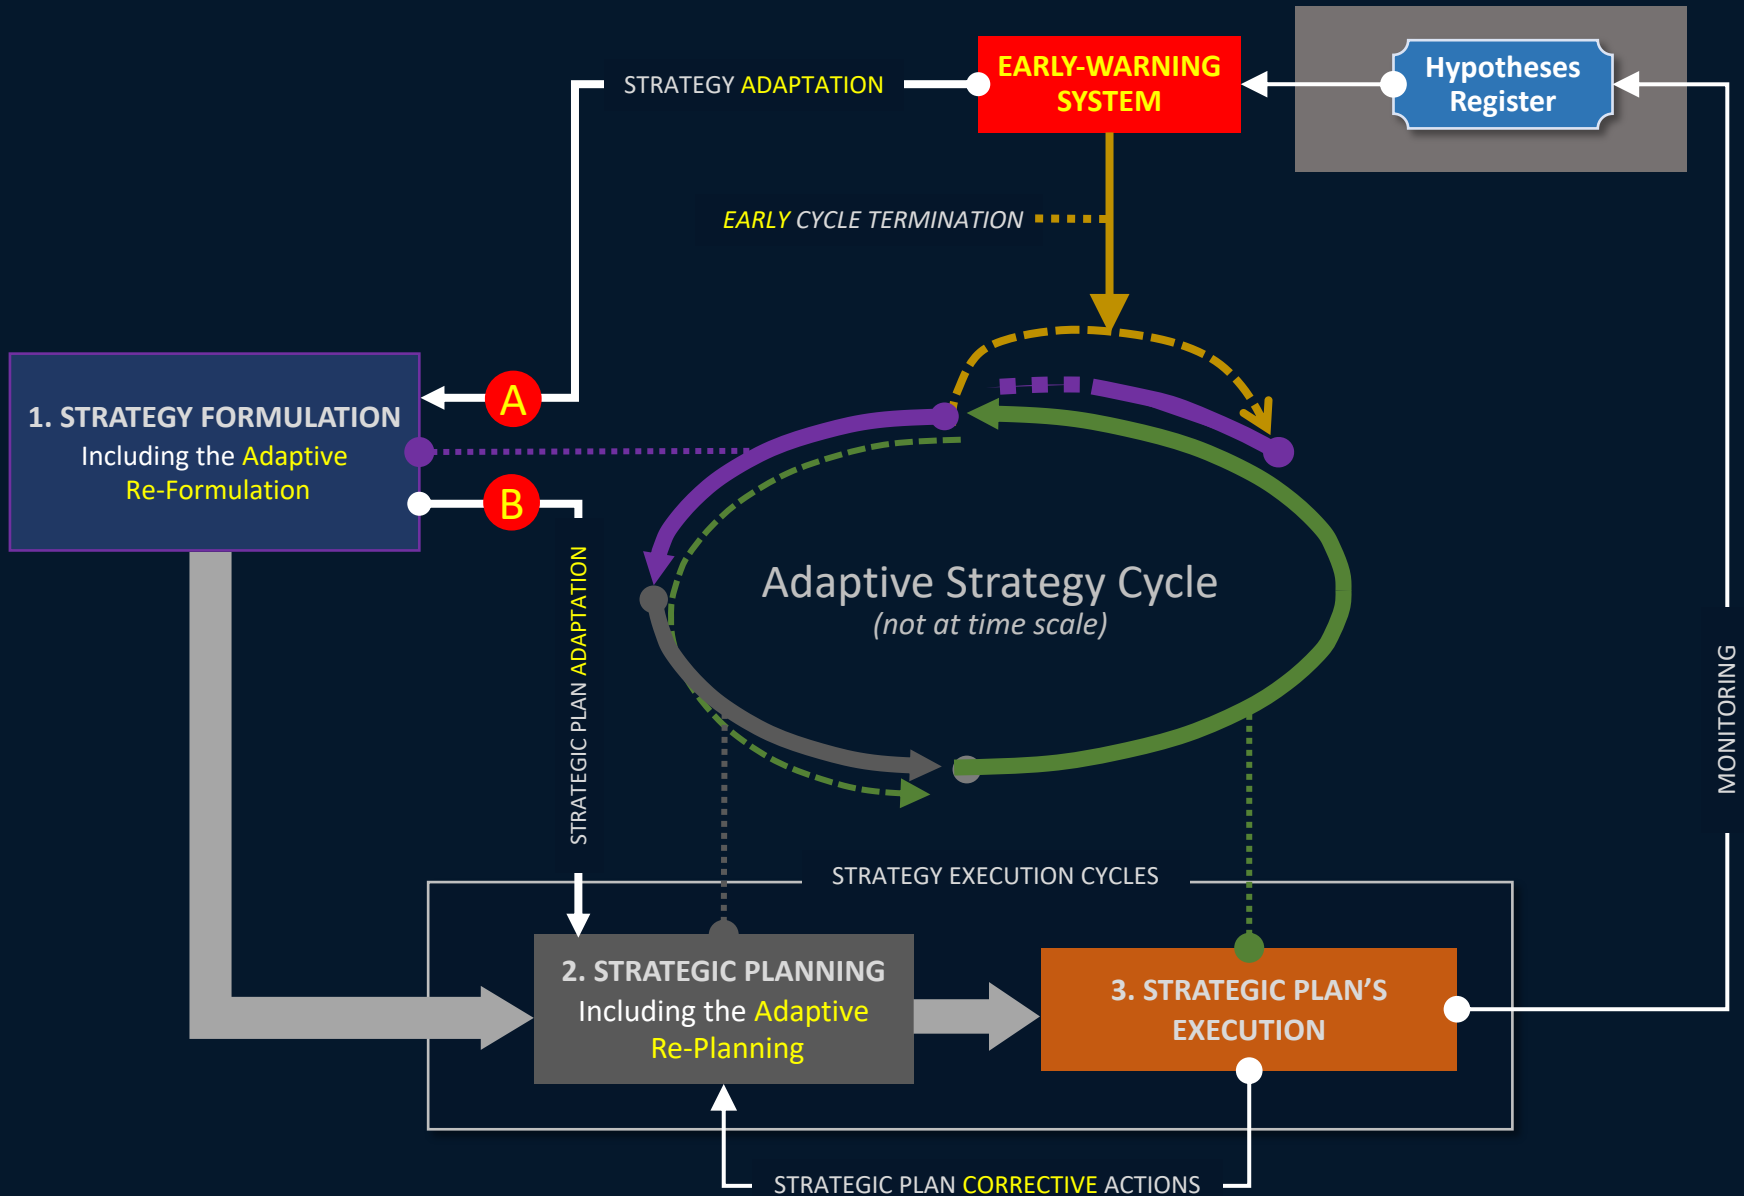 EARLY-WARNING
SYSTEM
Hypotheses
Register
STRATEGY ADAPTATION
EARLY CYCLE TERMINATION
A
1. STRATEGY FORMULATION
Including the Adaptive
Re-Formulation
B
STRATEGIC PLAN ADAPTATION
Adaptive Strategy Cycle
(not at time scale)
MONITORING
STRATEGY EXECUTION CYCLES
2. STRATEGIC PLANNING
Including the Adaptive
Re-Planning
3. STRATEGIC PLAN’S
EXECUTION
STRATEGIC PLAN CORRECTIVE ACTIONS